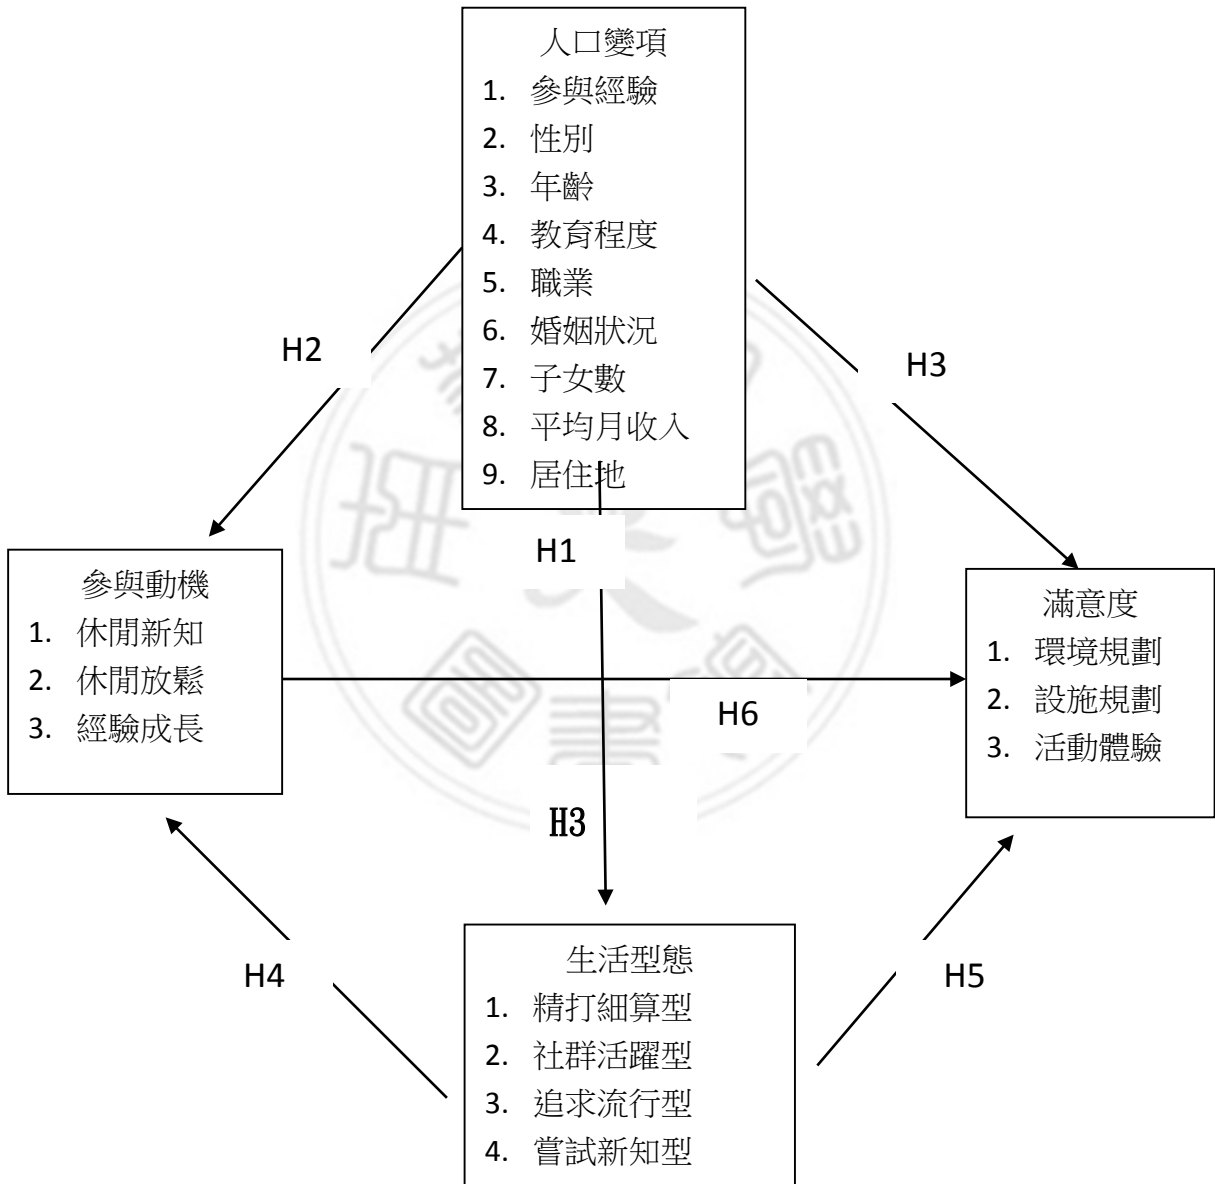 人口變項
1. 參與經驗
2. 性別
3. 年齡
4. 教育程度
5. 職業
6. 婚姻狀況
7. 子女數
8. 平均月收入
9. 居住地
H2
H3
H1
參與動機
1. 休閒新知
2. 休閒放鬆
3. 經驗成長
滿意度
1. 環境規劃
2. 設施規劃
3. 活動體驗
H6
H3
H4
H5
生活型態
1. 精打細算型
2. 社群活躍型
3. 追求流行型
4. 嘗試新知型